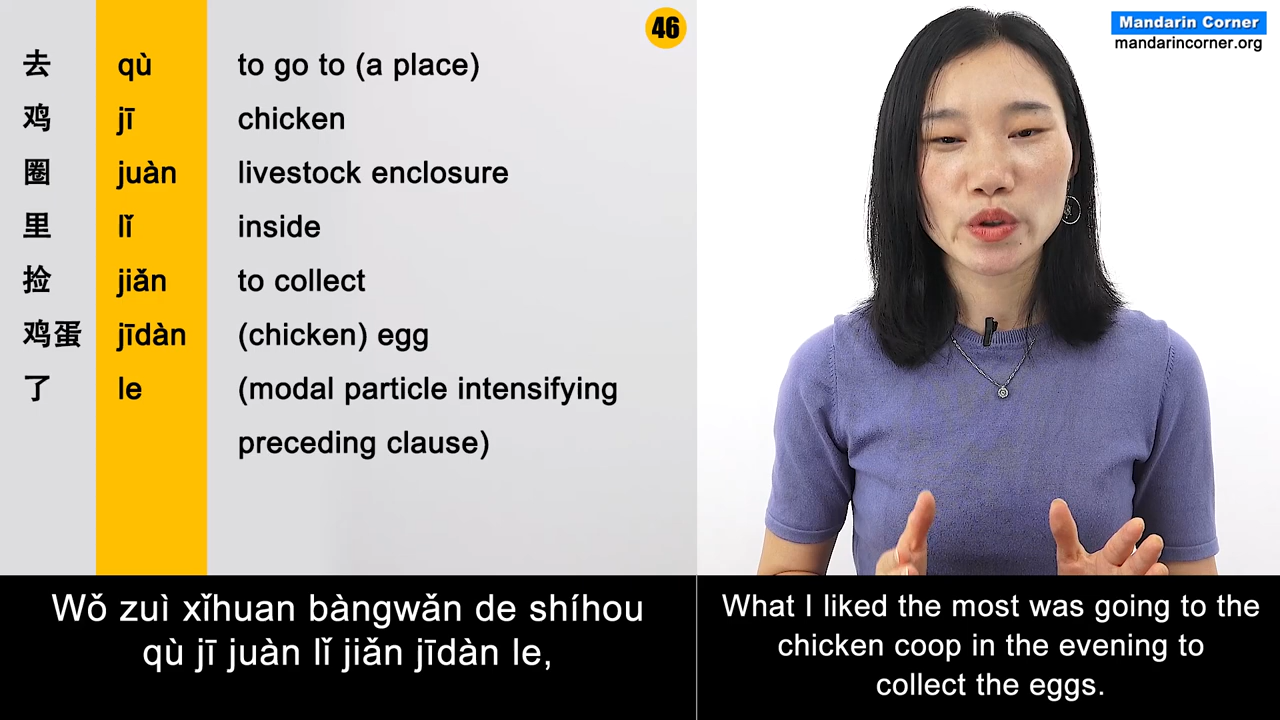 46
去 qù to go to (a place)
鸡 jī chicken
圈 juàn livestock enclosure
里 lǐ inside
捡 jiǎn to collect
鸡蛋 jīdàn (chicken) egg
了 le (modal particle intensifying
preceding clause)
Mandarin Corner
mandarincorner.org
Wǒ zuì xǐhuan bàngwǎn de shíhou
qù jī juàn lǐ jiǎn jīdàn le,
What I liked the most was going to the
chicken coop in the evening to
collect the eggs.